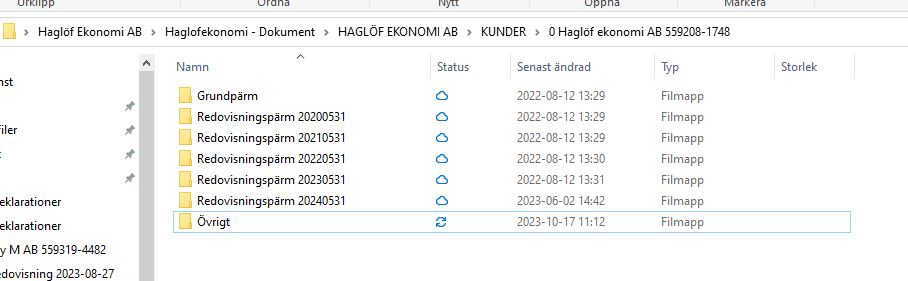 Urklipp Ordna Nytt Öppna Markera
Haglöf Ekonomi AB > Haglofekonomi - Dokument > HAGLÖF EKONOMI AB > KUNDER > 0 Haglöf ekonomi AB 559208-1748
Namn Status Senast ändrad Typ Storlek
Grundpärm 2022-08-12 13:29 Filmapp
Redovisningspärm 20200531 2022-08-12 13:29 Filmapp
Redovisningspärm 20210531 2022-08-12 13:29 Filmapp
Redovisningspärm 20220531 2022-08-12 13:30 Filmapp
Redovisningspärm 20230531 2022-08-12 13:31 Filmapp
Redovisningspärm 20240531 2023-06-02 14:42 Filmapp
Övrigt 2023-10-17 11:12 Filmapp
nst
filer
eklarationer
eklarationer
y M AB 559319-4482
edovisning 2023-08-27